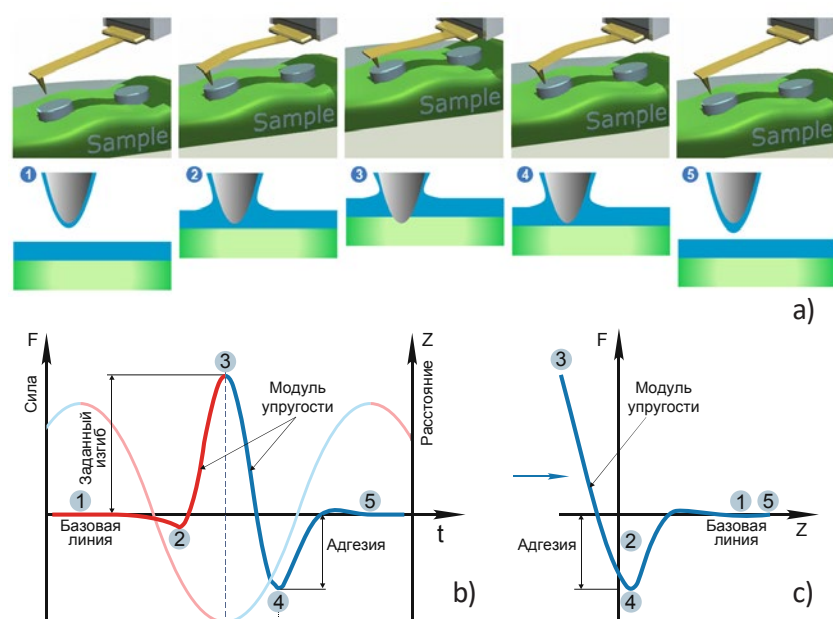 Sample
Sample
Sample
Sample
Sample
1
2
3
4
5
a)
F
Z
3
Сила
Заданный
изгиб
Модуль
упругости
Расстояние
1
5
Базовая
линия
2
t
Адгезия
4
b)
F
3
Модуль
упругости
1
5
Базовая
линия
Z
2
Адгезия
4
c)